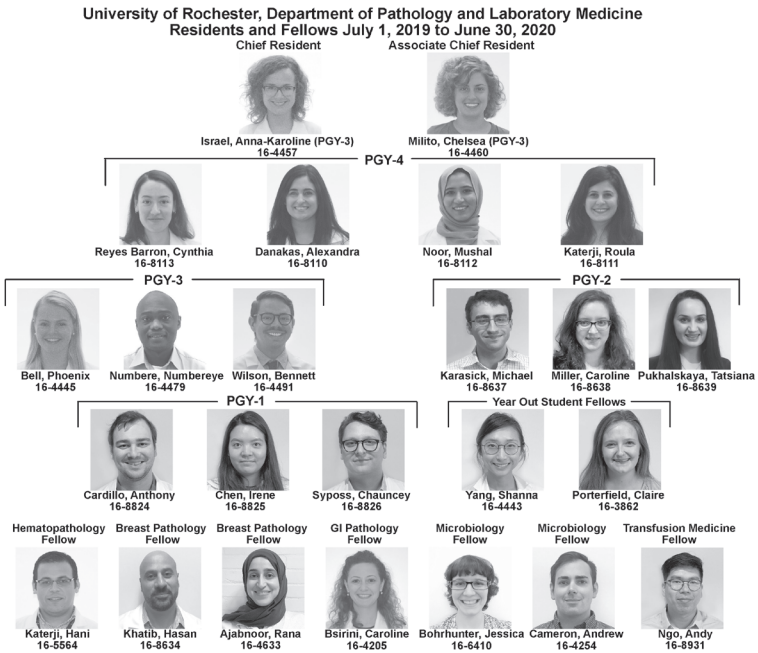 University of Rochester, Department of Pathology and Laboratory Medicine
Residents and Fellows July 1, 2019 to June 30, 2020
Chief Resident
Associate Chief Resident
Israel, Anna-Karoline (PGY-3)
16-4457
Milito, Chelsea (PGY-3)
16-4460
PGY-4
Reyes Barron, Cynthia
16-8113
Danakas, Alexandra
16-8110
Noor, Mushal
16-8112
Katerji, Roula
16-8111
PGY-3
Bell, Phoenix
16-4445
Numbere, Numbereye
16-4479
Wilson, Bennett
16-4491
PGY-2
Karasick, Michael
16-8637
Miller, Caroline
16-8638
Pukhalskaya, Tatsiana
16-8639
PGY-1
Cardillo, Anthony
16-8824
Chen, Irene
16-8825
Syposs, Chauncey
16-8826
Year Out Student Fellows
Yang, Shanna
16-4443
Porterfield, Claire
16-3862
Hematopathology
Fellow
Katerji, Hani
16-5564
Breast Pathology
Fellow
Khatib, Hasan
16-8634
Breast Pathology
Fellow
Ajabnoor, Rana
16-4633
GI Pathology
Fellow
Bsirini, Caroline
16-4205
Microbiology
Fellow
Bohrhunter, Jessica
16-6410
Microbiology
Fellow
Cameron, Andrew
16-4254
Transfusion Medicine
Fellow
Ngo, Andy
16-8931